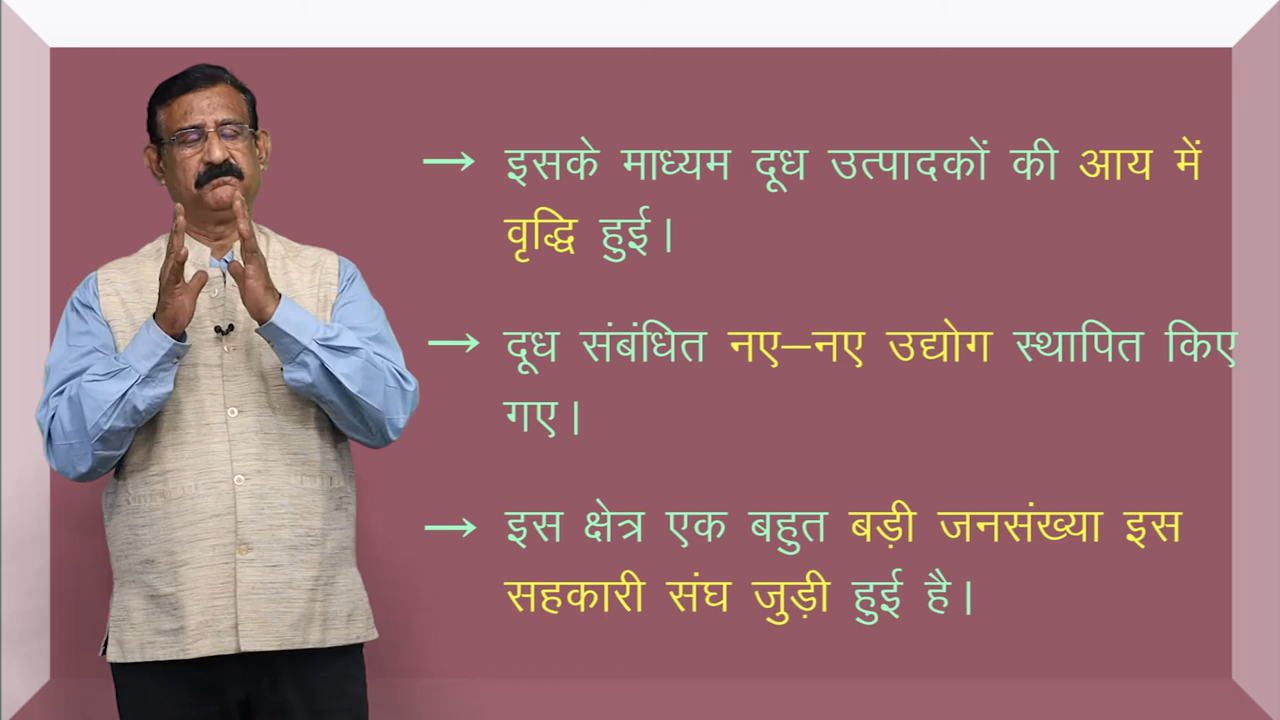 → इसके माध्यम दूध उत्पादकों की आय में
वृद्धि हुई।
→ दूध संबंधित नए–नए उद्योग स्थापित किए
गए।
→ इस क्षेत्र एक बहुत बड़ी जनसंख्या इस
सहकारी संघ जुड़ी हुई है।